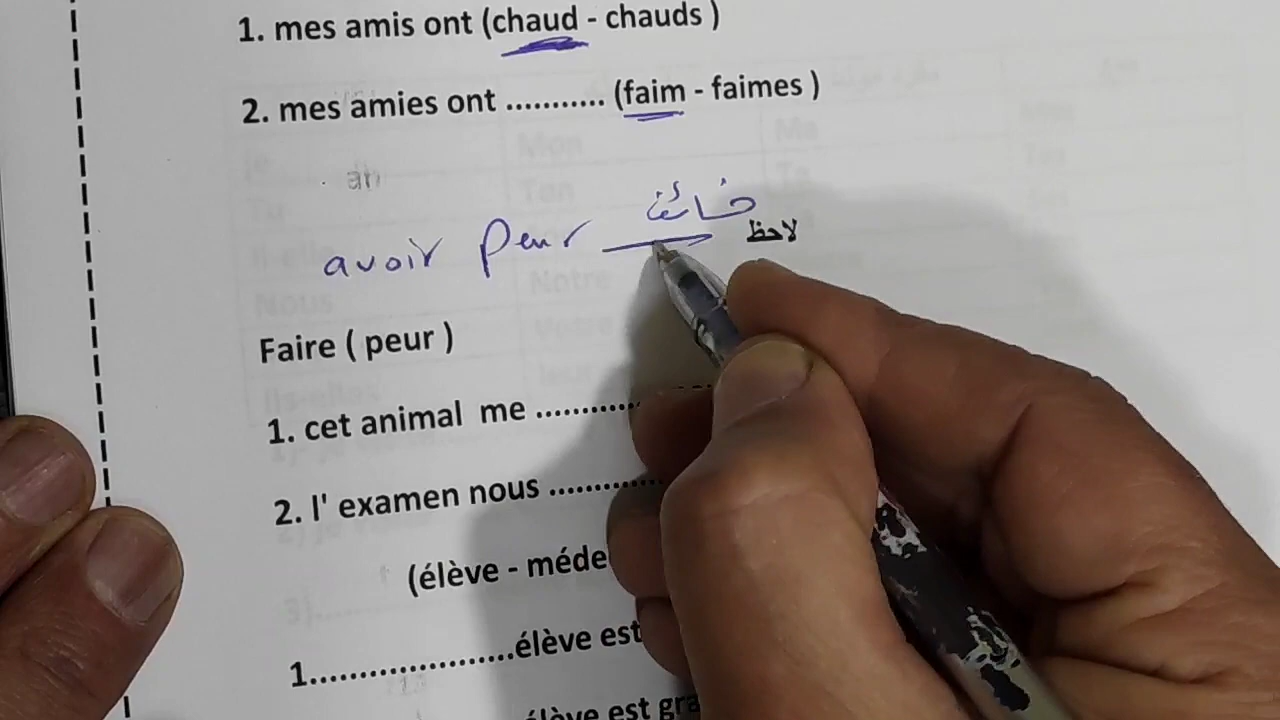 1. mes amis ont (chaud - chauds )
2. mes amies ont ........... (faim - faimes )
avoir peur خائف
لاحظ
Faire ( peur )
1. cet animal me ............
2. l' examen nous ............
(élève - méde
1.....................élève est
élève est gra